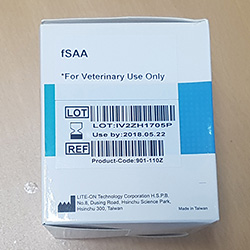 fSAA
*For Veterinary Use Only
LOT
LOT:IV2ZH1705P
Use by:2018.05.22
REF
Product-Code:901-110Z
LITE-ON Technology Corporation H.S.P.B.
No.8, Dusing Road, Hsinchu Science Park,
Hsinchu 300, Taiwan
Made in Taiwan